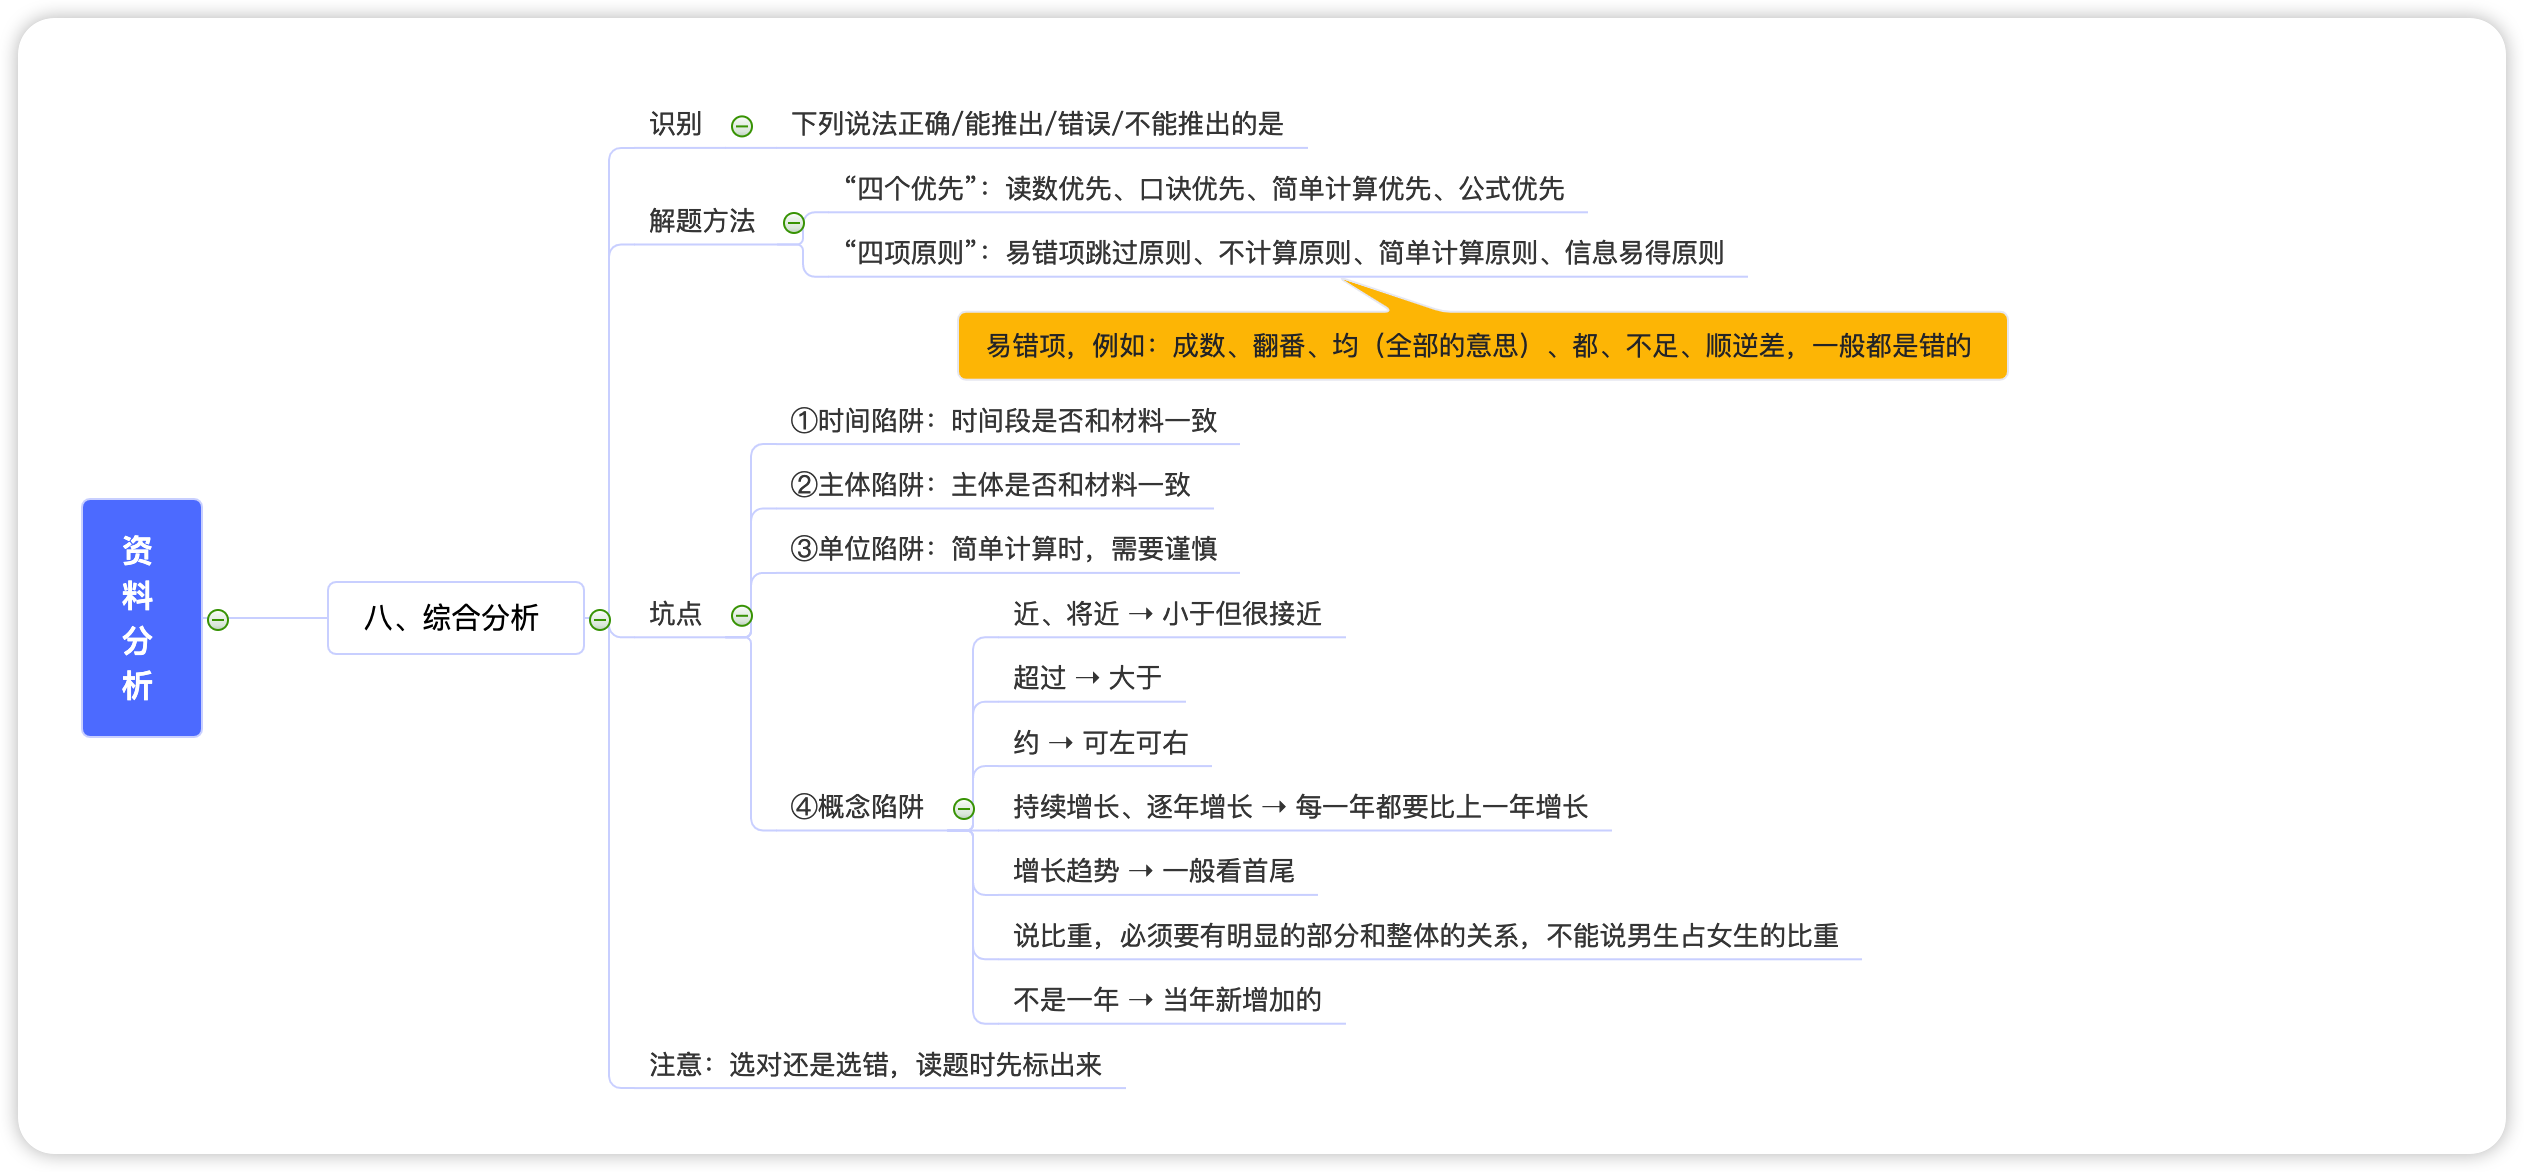 资料分析
八、综合分析
识别
下列说法正确/能推出/错误/不能推出的是
解题方法
“四个优先”：读数优先、口诀优先、简单计算优先、公式优先
“四项原则”：易错项跳过原则、不计算原则、简单计算原则、信息易得原则
易错项，例如：成数、翻番、均（全部的意思）、都、不足、顺逆差，一般都是错的
坑点
①时间陷阱：时间段是否和材料一致
②主体陷阱：主体是否和材料一致
③单位陷阱：简单计算时，需要谨慎
④概念陷阱
近、将近 → 小于但很接近
超过 → 大于
约 → 可左可右
持续增长、逐年增长 → 每一年都要比上一年增长
增长趋势 → 一般看首尾
说比重，必须要有明显的部分和整体的关系，不能说男生占女生的比重
不是一年 → 当年新增加的
注意：选对还是选错，读题时先标出来